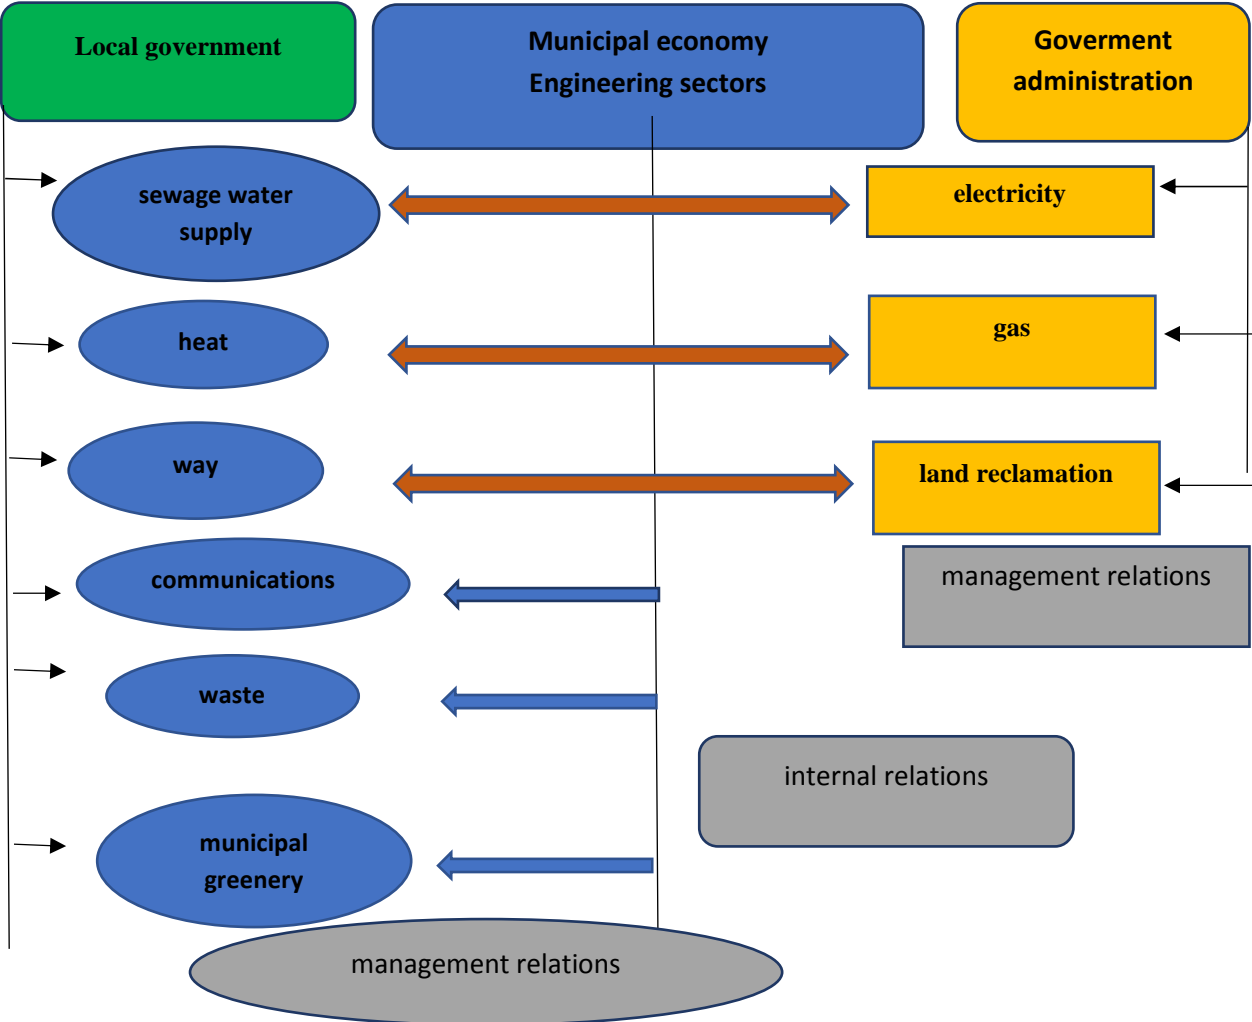 Local government
Municipal economy
Engineering sectors
Goverment
administration
sewage water
supply
electricity
heat
gas
way
land reclamation
communications
management relations
waste
internal relations
municipal
greenery
management relations